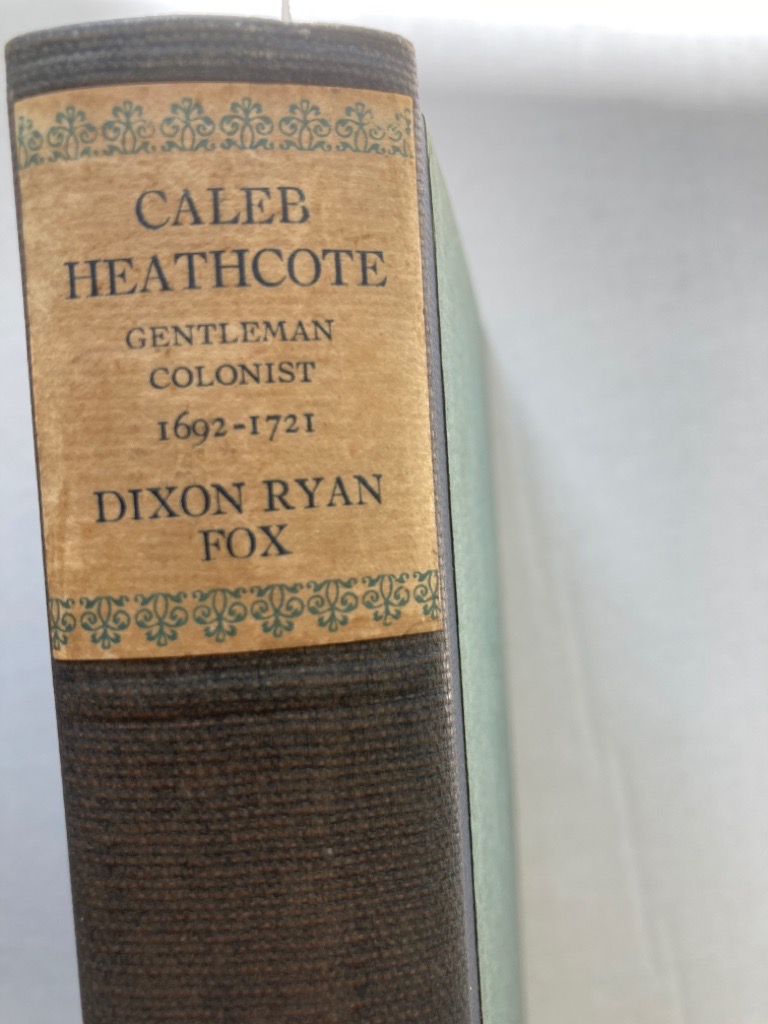 CALEB
HEATHCOTE
GENTLEMAN
COLONIST
1692-1721
DIXON RYAN
FOX